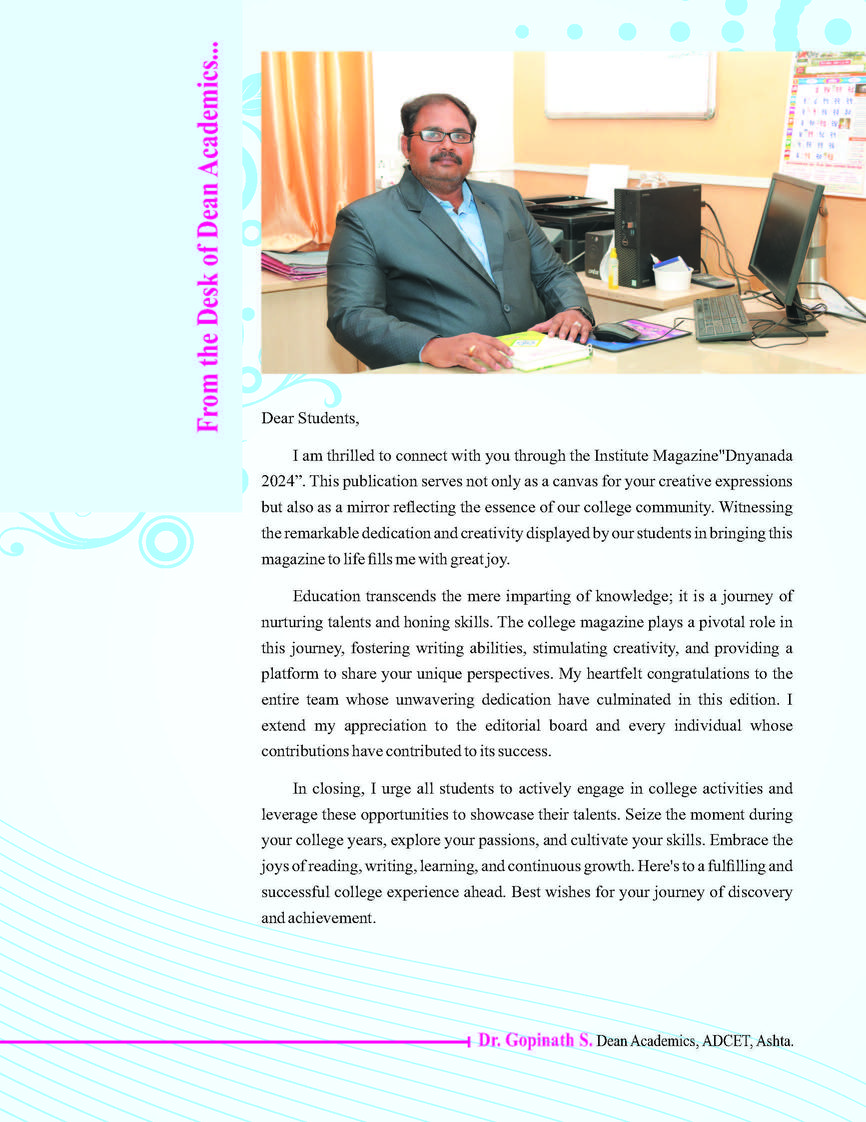 From the Desk of Dean Academics...
Dear Students,
I am thrilled to connect with you through the Institute Magazine"Dnyanada
2024”. This publication serves not only as a canvas for your creative expressions
but also as a mirror reflecting the essence of our college community. Witnessing
the remarkable dedication and creativity displayed by our students in bringing this
magazine to life fills me with great joy.
Education transcends the mere imparting of knowledge; it is a journey of
nurturing talents and honing skills. The college magazine plays a pivotal role in
this journey, fostering writing abilities, stimulating creativity, and providing a
platform to share your unique perspectives. My heartfelt congratulations to the
entire team whose unwavering dedication have culminated in this edition. I
extend my appreciation to the editorial board and every individual whose
contributions have contributed to its success.
In closing, I urge all students to actively engage in college activities and
leverage these opportunities to showcase their talents. Seize the moment during
your college years, explore your passions, and cultivate your skills. Embrace the
joys of reading, writing, learning, and continuous growth. Here's to a fulfilling and
successful college experience ahead. Best wishes for your journey of discovery
and achievement.
Dr. Gopinath S. Dean Academics, ADCET, Ashta.